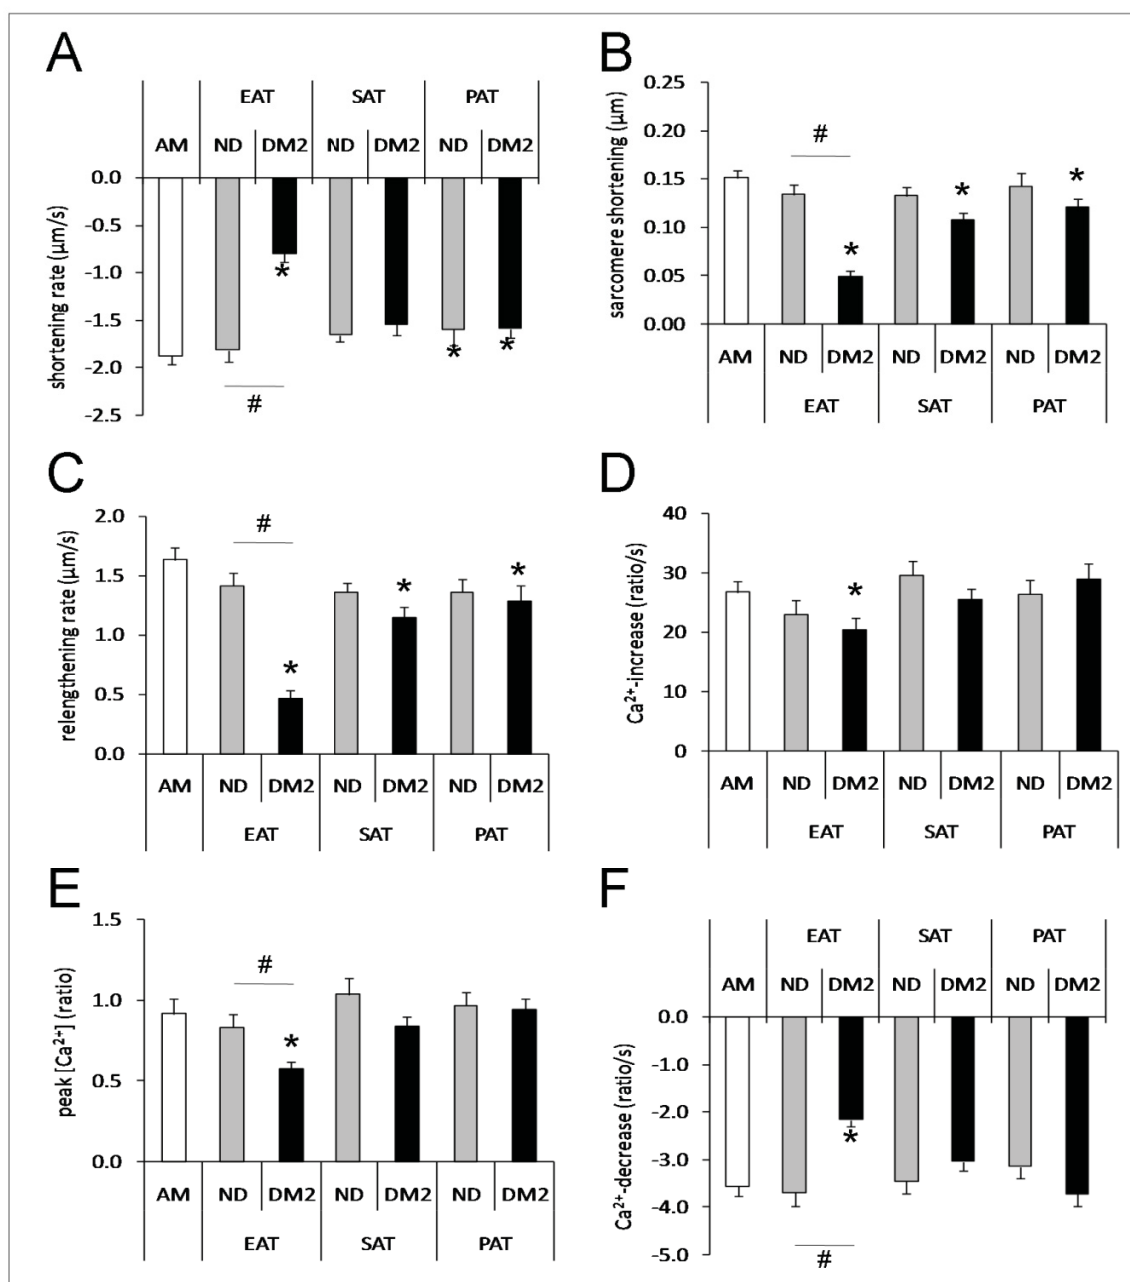 A
EAT SAT PAT
AM ND DM2 ND DM2 ND DM2
0.0
-0.5
-1.0
-1.5
-2.0
-2.5
shortening rate (µm/s)
*
* *
#
B
0.25
0.20
0.15
0.10
0.05
0.00
sarcomere shortening (µm)
#
* * *
AM ND DM2 ND DM2 ND DM2
EAT SAT PAT
C
2.0
1.5
1.0
0.5
0.0
relengthening rate (µm/s)
#
* * *
AM ND DM2 ND DM2 ND DM2
EAT SAT PAT
D
40
30
20
10
0
Ca²⁺-increase (ratio/s)
*
AM ND DM2 ND DM2 ND DM2
EAT SAT PAT
E
1.5
1.0
0.5
0.0
peak [Ca²⁺] (ratio)
#
*
AM ND DM2 ND DM2 ND DM2
EAT SAT PAT
F
EAT SAT PAT
AM ND DM2 ND DM2 ND DM2
0.0
-1.0
-2.0
-3.0
-4.0
-5.0
Ca²⁺-decrease (ratio/s)
*
#